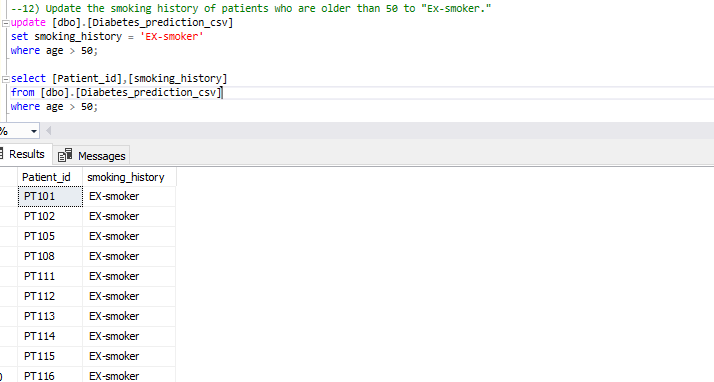 --12) Update the smoking history of patients who are older than 50 to "Ex-smoker."
update [dbo].[Diabetes_prediction_csv]
set smoking_history = 'EX-smoker'
where age > 50;
select [Patient_id],[smoking_history]
from [dbo].[Diabetes_prediction_csv]
where age > 50;
%
Results Messages
Patient_id smoking_history
PT101 EX-smoker
PT102 EX-smoker
PT105 EX-smoker
PT108 EX-smoker
PT111 EX-smoker
PT112 EX-smoker
PT113 EX-smoker
PT114 EX-smoker
PT115 EX-smoker
PT116 EX-smoker